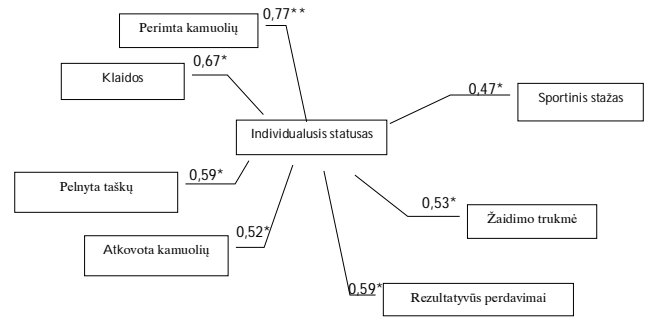 Perimta kamuolių
0,77**
Klaidos
0,67*
0,47*
Sportinis stažas
Individualusis statusas
Pelnyta taškų
0,59*
0,53*
Žaidimo trukmė
Atkovota kamuolių
0,52*
0,59*
Rezultatyvūs perdavimai